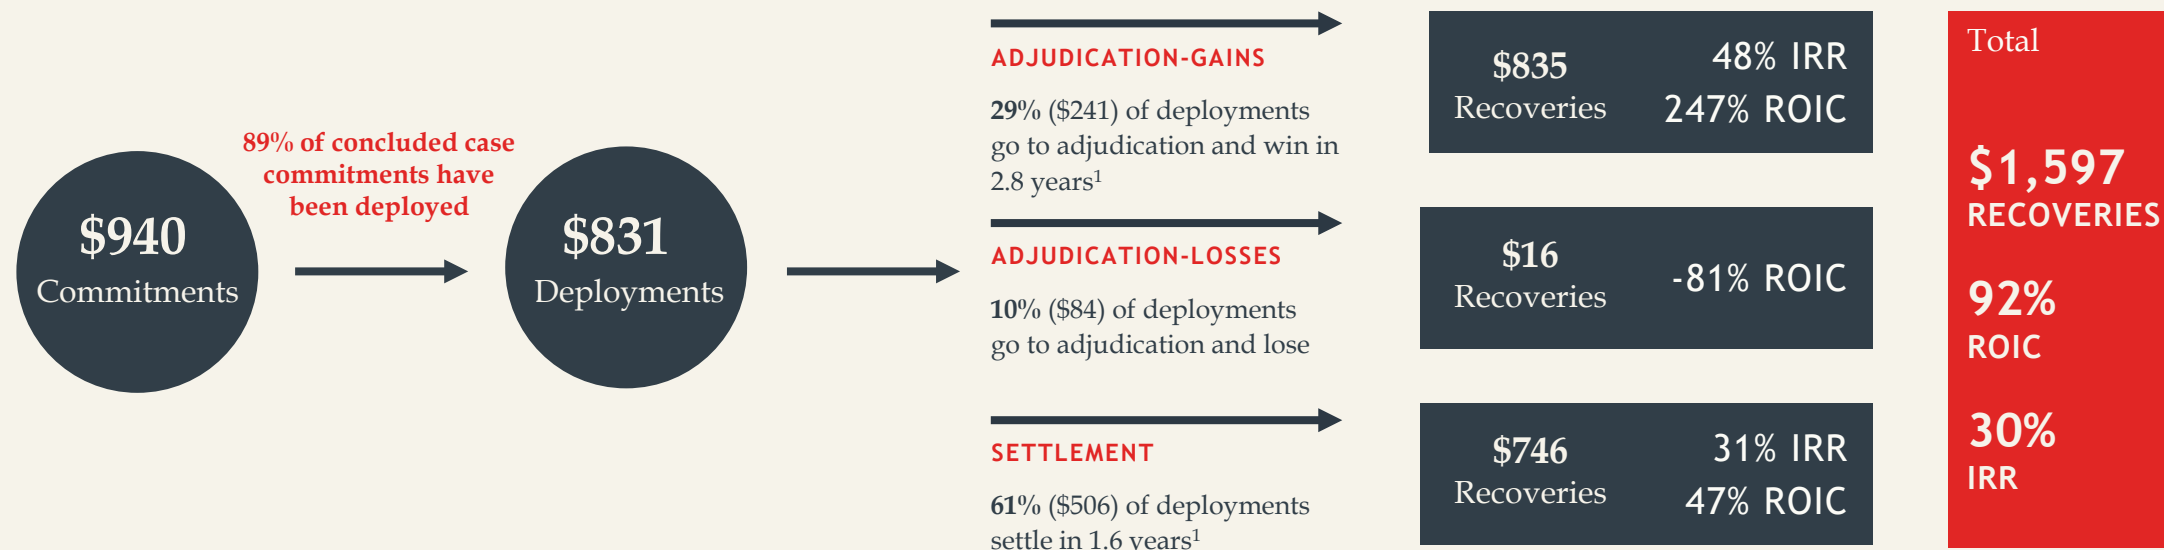 $940
Commitments
89% of concluded case
commitments have
been deployed
$831
Deployments
ADJUDICATION-GAINS
29% ($241) of deployments
go to adjudication and win in
2.8 years¹
$835
Recoveries
48% IRR
247% ROIC
ADJUDICATION-LOSSES
10% ($84) of deployments
go to adjudication and lose
$16
Recoveries
-81% ROIC
SETTLEMENT
61% ($506) of deployments
settle in 1.6 years¹
$746
Recoveries
31% IRR
47% ROIC
Total
$1,597
RECOVERIES
92%
ROIC
30%
IRR